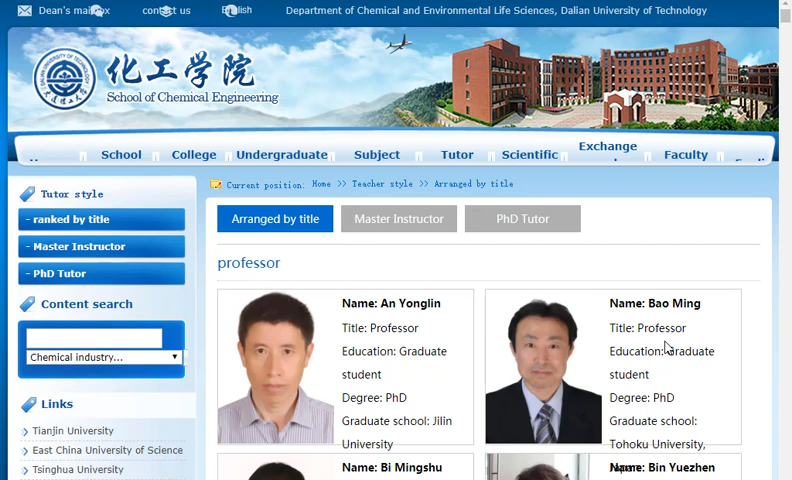 Dean's mailbox
contact us
English
Department of Chemical and Environmental Life Sciences, Dalian University of Technology
化工学院
School of Chemical Engineering
School
College
Undergraduate
Subject
Tutor
Scientific
Exchange
Faculty
Tutor style
Current position: Home >> Teacher style >> Arranged by title
- ranked by title
- Master Instructor
- PhD Tutor
Content search
Chemical industry...
Links
Tianjin University
East China University of Science
Tsinghua University
Arranged by title
Master Instructor
PhD Tutor
professor
Name: An Yonglin
Title: Professor
Education: Graduate
student
Degree: PhD
Graduate school: Jilin
University
Name: Bao Ming
Title: Professor
Education: Graduate
student
Degree: PhD
Graduate school:
Tohoku University,
Name: Bi Mingshu
Name: Bin Yuezhen